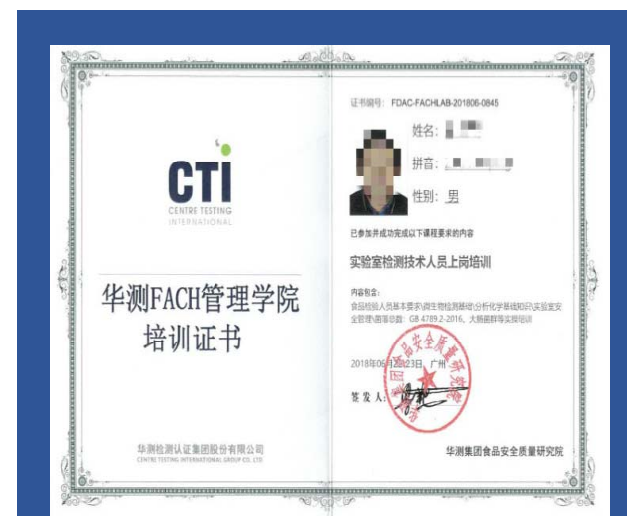 CTI
CENTRE TESTING
INTERNATIONAL
华测FACH管理学院
培训证书
华测检测认证集团股份有限公司
CENTRE TESTING INTERNATIONAL GROUP CO., LTD
证书编号: FDAC-FACHLAB-201806-0845
姓名:
拼音:
性别: 男
已参加并成功完成以下课程要求的内容
实验室检测技术人员上岗培训
内容包含:
食品检验人员基本要求\微生物检测基础\分析化学基础知识\实验室安
全管理\菌落总数: GB 4789.2-2016、大肠菌群等实操培训
2018年06月 23日, 广州
签 发 人:
华测集团食品安全质量研究院